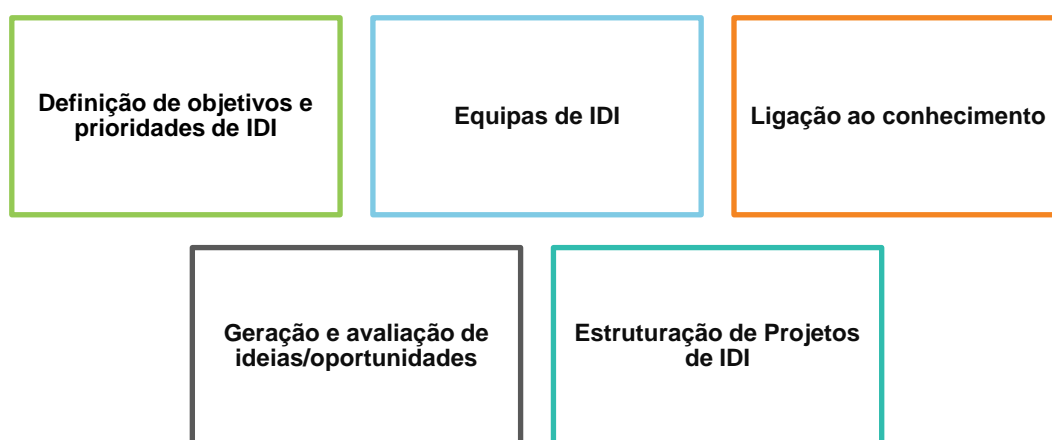 Definição de objetivos e
prioridades de IDI
Equipas de IDI
Ligação ao conhecimento
Geração e avaliação de
ideias/oportunidades
Estruturação de Projetos
de IDI